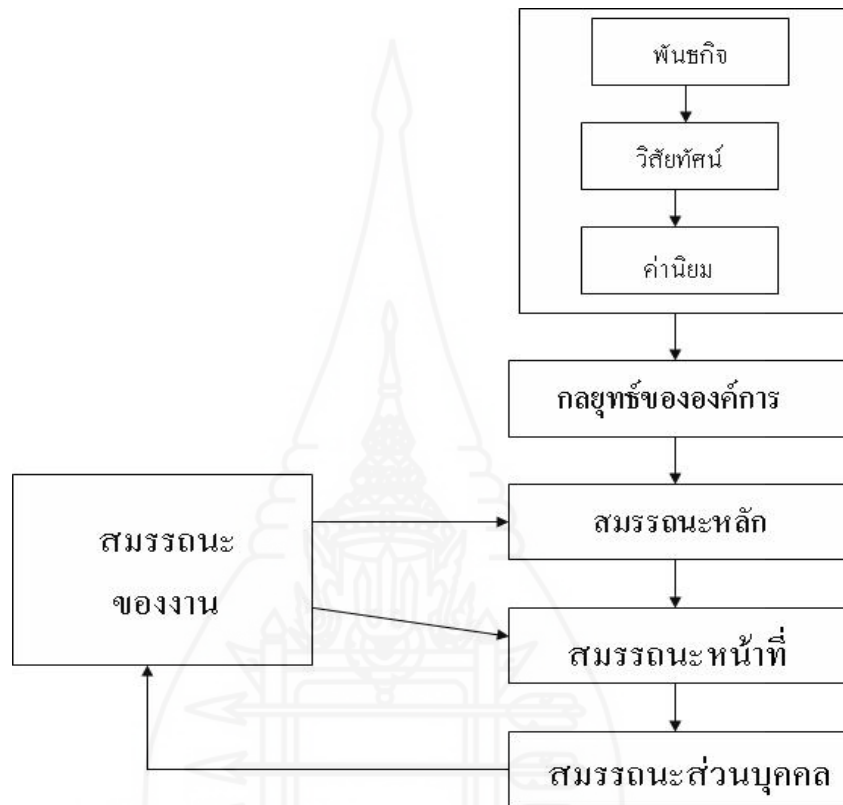 พันธกิจ
วิสัยทัศน์
ค่านิยม
กลยุทธ์ขององค์การ
สมรรถนะหลัก
สมรรถนะ
ของงาน
สมรรถนะหน้าที่
สมรรถนะส่วนบุคคล